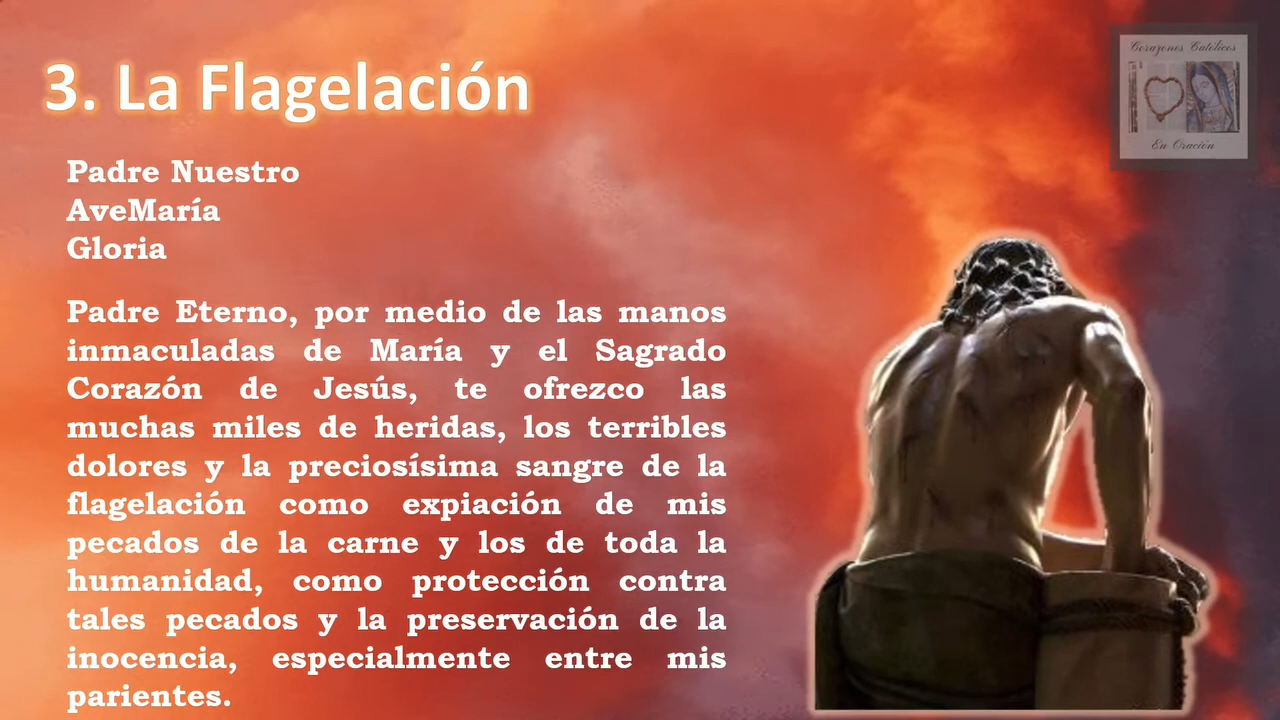 3. La Flagelación
Corazones Católicos
En Oración
Padre Nuestro
AveMaría
Gloria
Padre Eterno, por medio de las manos
inmaculadas de María y el Sagrado
Corazón de Jesús, te ofrezco las
muchas miles de heridas, los terribles
dolores y la preciosísima sangre de la
flagelación como expiación de mis
pecados de la carne y los de toda la
humanidad, como protección contra
tales pecados y la preservación de la
inocencia, especialmente entre mis
parientes.